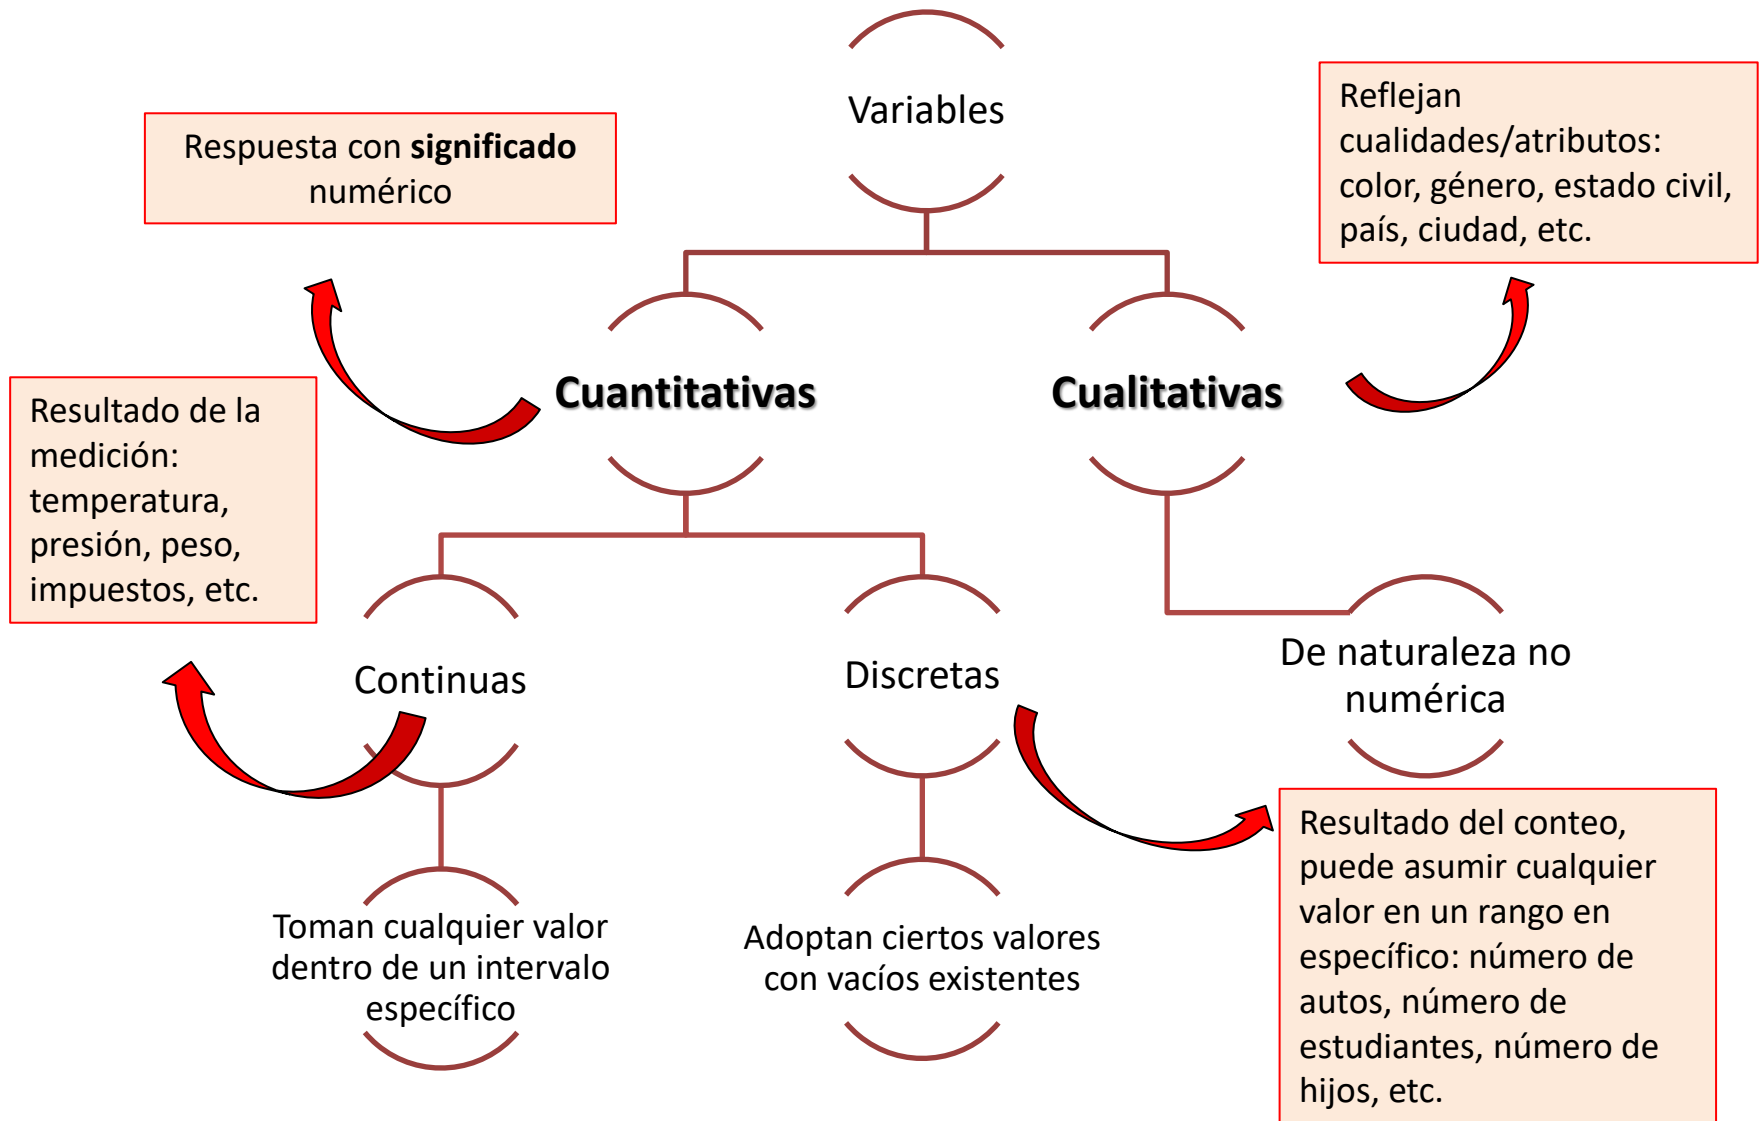 Variables
Respuesta con significado
numérico
Reflejan
cualidades/atributos:
color, género, estado civil,
país, ciudad, etc.
Cuantitativas
Cualitativas
Resultado de la
medición:
temperatura,
presión, peso,
impuestos, etc.
Continuas
Discretas
De naturaleza no
numérica
Toman cualquier valor
dentro de un intervalo
específico
Adoptan ciertos valores
con vacíos existentes
Resultado del conteo,
puede asumir cualquier
valor en un rango en
específico: número de
autos, número de
estudiantes, número de
hijos, etc.